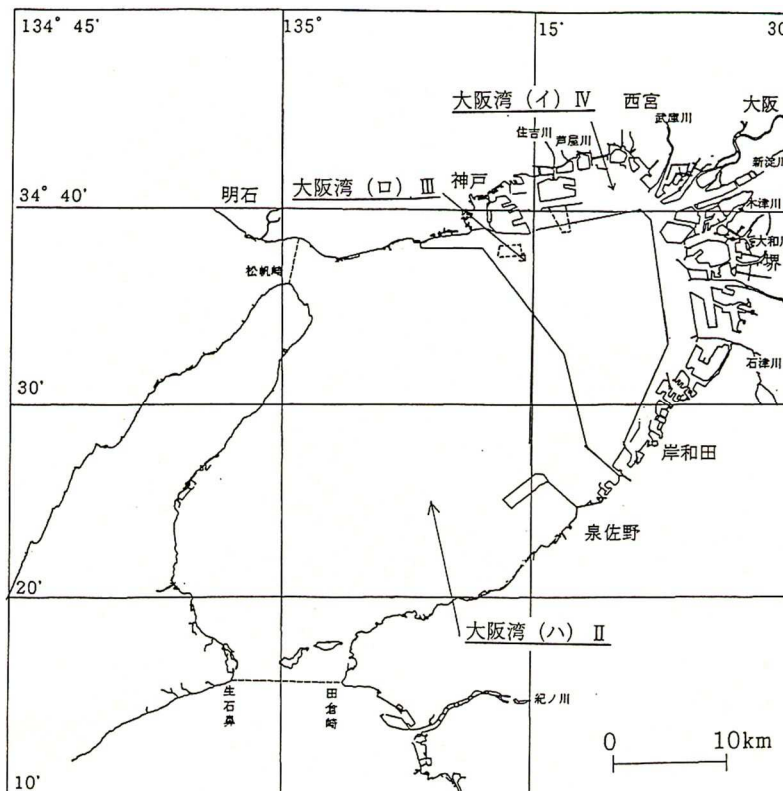 134° 45'
135°
15'
30
大阪湾（イ）Ⅳ
西宮
大阪
武庫川
住吉川
芦屋川
新淀川
大阪湾（ロ）Ⅲ
神戸
明石
34° 40'
木津川
大和川
堺
松帆崎
石津川
30'
岸和田
泉佐野
20'
大阪湾（ハ）Ⅱ
生石鼻
田倉崎
紀ノ川
0
10km
10'